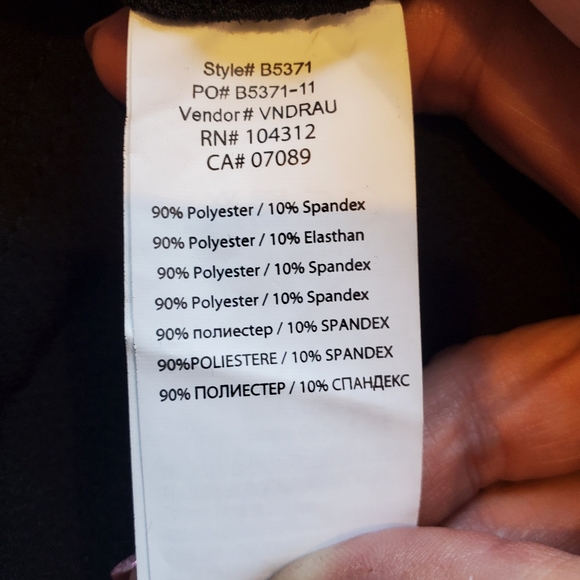 Style# B5371
PO# B5371-11
Vendor# VNDRAU
RN# 104312
CA# 07089
90% Polyester / 10% Spandex
90% Polyester / 10% Elasthan
90% Polyester / 10% Spandex
90% Polyester / 10% Spandex
90% полиестер / 10% SPANDEX
90%POLIESTERE / 10% SPANDEX
90% ПОЛИЕСТЕР / 10% СПАНДЕКС